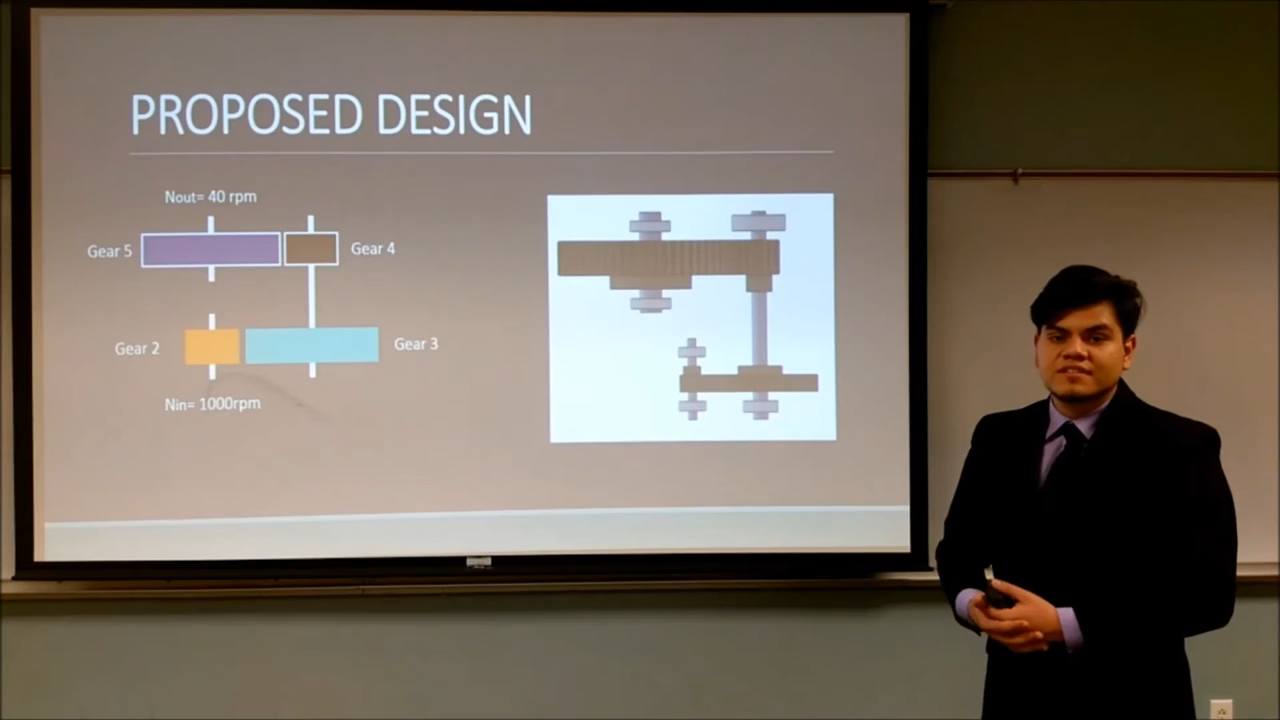 PROPOSED DESIGN
Nout= 40 rpm
Gear 5
Gear 4
Gear 2
Gear 3
Nin= 1000rpm